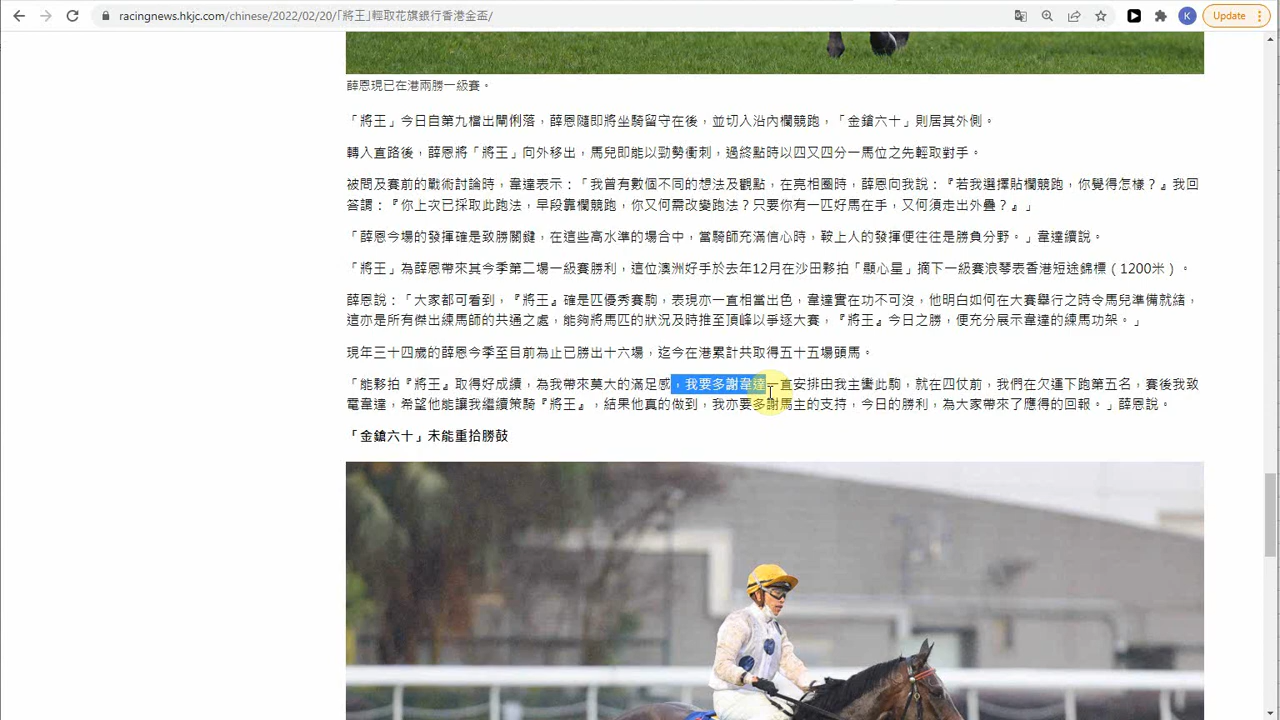 racingnews.hkjc.com/chinese/2022/02/20/「將王」輕取花旗銀行香港金盃/
K
Update
薛恩現已在港兩勝一級賽。
「將王」今日自第九檔出閘俐落，薛恩隨即將坐騎留守在後，並切入沿內欄競跑，「金鎗六十」則居其外側。
轉入直路後，薛恩將「將王」向外移出，馬兒即能以勁勢衝刺，過終點時以四又四分一馬位之先輕取對手。
被問及賽前的戰術討論時，韋達表示：「我曾有數個不同的想法及觀點，在亮相圈時，薛恩向我說：『若我選擇貼欄競跑，你覺得怎樣？』我回
答謂：『你上次已採取此跑法，早段靠欄競跑，你又何需改變跑法？只要你有一匹好馬在手，又何須走出外疊？』」
「薛恩今場的發揮確是致勝關鍵，在這些高水準的場合中，當騎師充滿信心時，鞍上人的發揮便往往是勝負分野。」韋達續說。
「將王」為薛恩帶來其今季第二場一級賽勝利，這位澳洲好手於去年12月在沙田夥拍「顯心星」摘下一級賽浪琴表香港短途錦標（1200米）。
薛恩說：「大家都可看到，『將王』確是匹優秀賽駒，表現亦一直相當出色，韋達實在功不可沒，他明白如何在大賽舉行之時令馬兒準備就緒，
這亦是所有傑出練馬師的共通之處，能夠將馬匹的狀況及時推至頂峰以爭逐大賽，『將王』今日之勝，便充分展示韋達的練馬功架。」
現年三十四歲的薛恩今季至目前為止已勝出十六場，迄今在港累計共取得五十五場頭馬。
「能夥拍『將王』取得好成績，為我帶來莫大的滿足感，我要多謝韋達一直安排由我主轡此駒，就在四仗前，我們在欠運下跑第五名，賽後我致
電韋達，希望他能讓我繼續策騎『將王』，結果他真的做到，我亦要多謝馬主的支持，今日的勝利，為大家帶來了應得的回報。」薛恩說。
「金鎗六十」未能重拾勝鼓